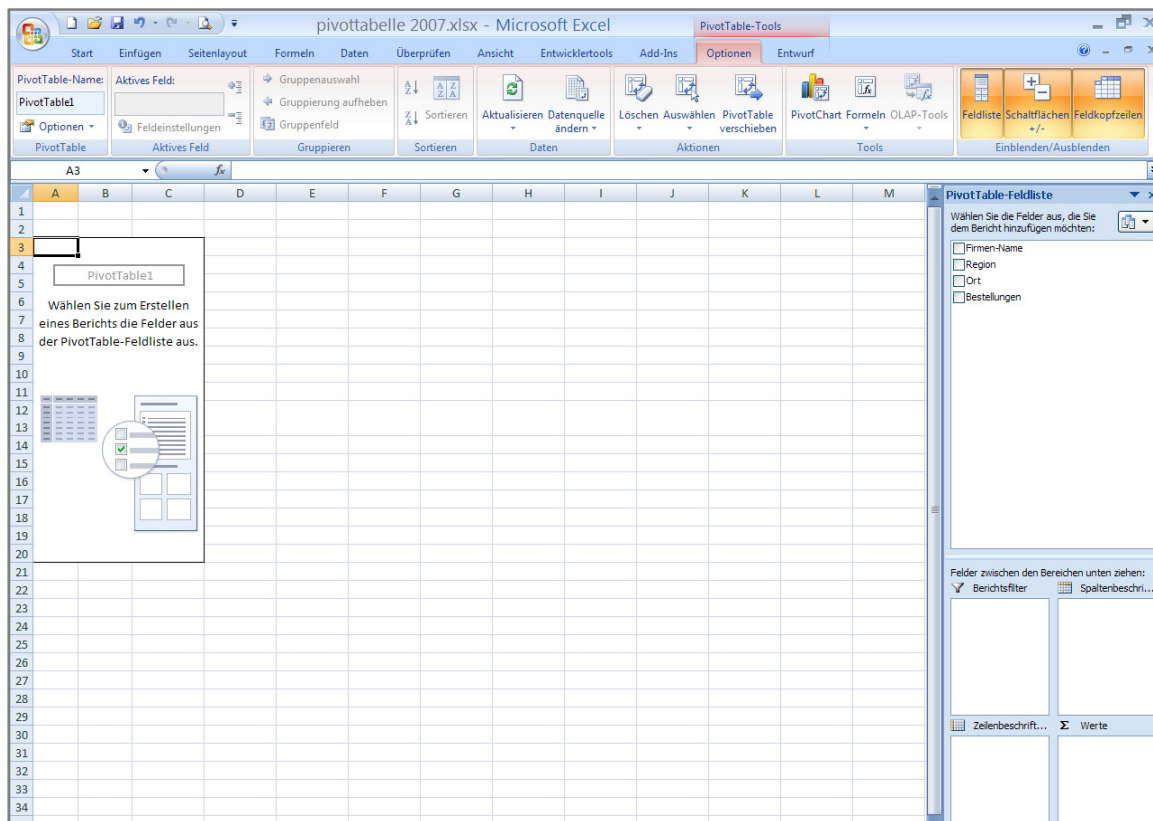 pivottabelle 2007.xlsx - Microsoft Excel
PivotTable-Tools
Start Einfügen Seitenlayout Formeln Daten Überprüfen Ansicht Entwicklertools Add-Ins Optionen Entwurf
PivotTable-Name:
PivotTable1
Optionen
PivotTable
Aktives Feld:
Feldeinstellungen
Aktives Feld
Gruppenauswahl
Gruppierung aufheben
Gruppenfeld
Gruppieren
Sortieren
Sortieren
Aktualisieren
Datenquelle
ändern
Daten
Löschen
Auswählen
PivotTable
verschieben
Aktionen
PivotChart
Formeln
OLAP-Tools
Tools
Feldliste
Schaltflächen
+/-
Feldkopfzeilen
Einblenden/Ausblenden
A3
fx
A B C D E F G H I J K L M
1
2
3
4
5
6
7
8
9
10
11
12
13
14
15
16
17
18
19
20
21
22
23
24
25
26
27
28
29
30
31
32
33
34
PivotTable1
Wählen Sie zum Erstellen
eines Berichts die Felder aus
der PivotTable-Feldliste aus.
PivotTable-Feldliste
Wählen Sie die Felder aus, die Sie
dem Bericht hinzufügen möchten:
Firmen-Name
Region
Ort
Bestellungen
Felder zwischen den Bereichen unten ziehen:
Berichtsfilter
Spaltenbeschri...
Zeilenbeschrift...
Σ Werte